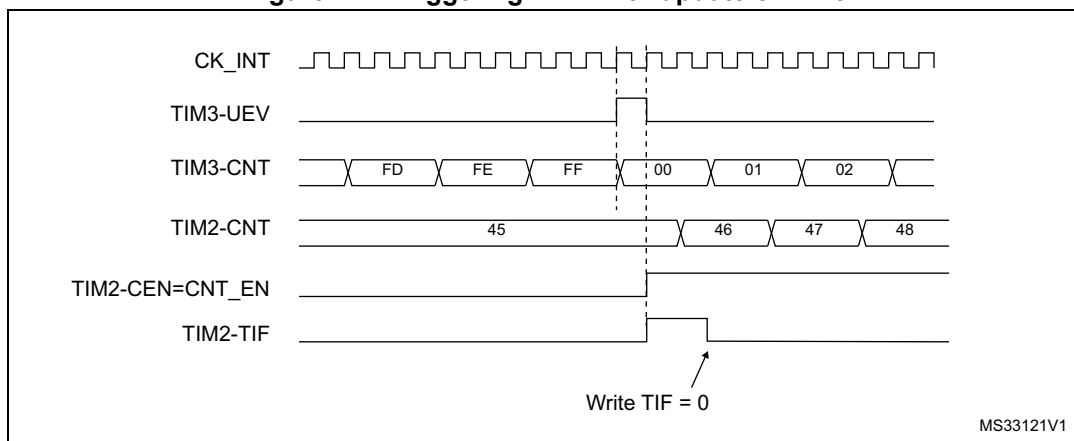 CK_INT
TIM3-UEV
TIM3-CNT FD FE FF 00 01 02
TIM2-CNT 45 46 47 48
TIM2-CEN=CNT_EN
TIM2-TIF
Write TIF = 0
MS33121V1